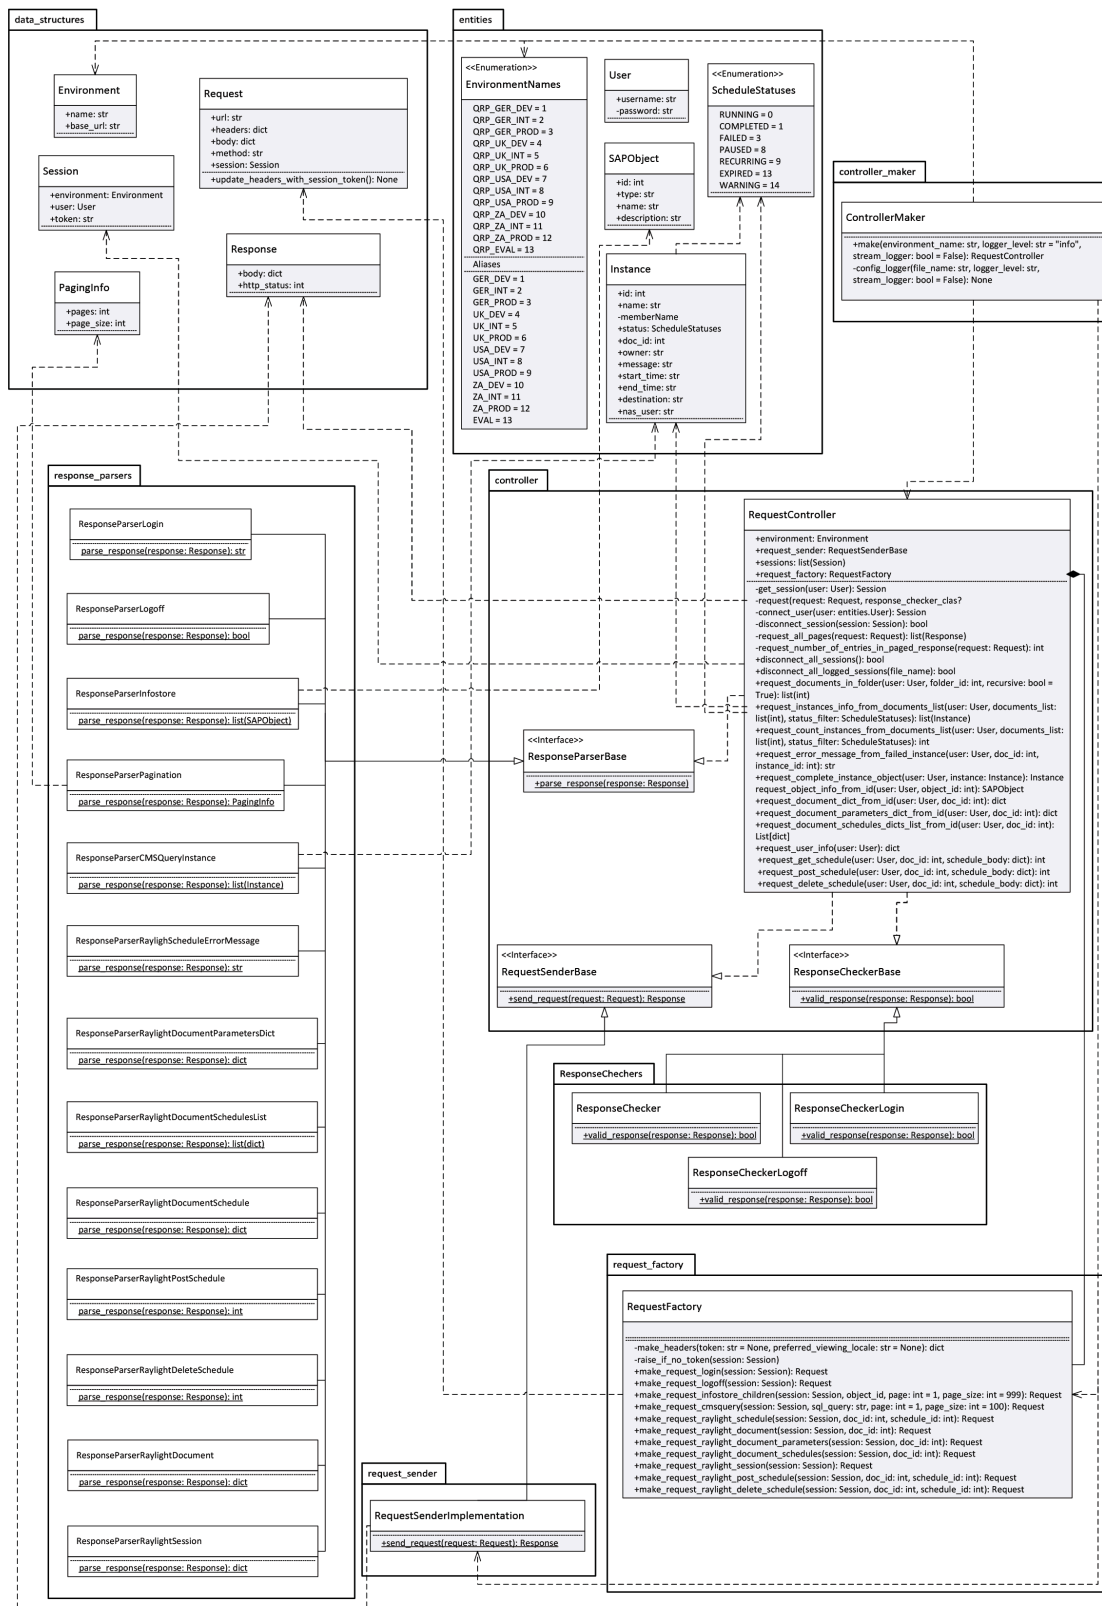 data_structures
Environment
+name: str
+base_url: str
Request
+url: str
+headers: dict
+body: dict
+method: str
+session: Session
+update_headers_with_session_token(): None
Session
+environment: Environment
+user: User
+token: str
Response
+body: dict
+http_status: int
PagingInfo
+pages: int
+page_size: int
entities
<<Enumeration>>
EnvironmentNames
QRP_GER_DEV = 1
QRP_GER_INT = 2
QRP_GER_PROD = 3
QRP_UK_DEV = 4
QRP_UK_INT = 5
QRP_UK_PROD = 6
QRP_USA_DEV = 7
QRP_USA_INT = 8
QRP_USA_PROD = 9
QRP_ZA_DEV = 10
QRP_ZA_INT = 11
QRP_ZA_PROD = 12
QRP_EVAL = 13
Aliases
GER_DEV = 1
GER_INT = 2
GER_PROD = 3
UK_DEV = 4
UK_INT = 5
UK_PROD = 6
USA_DEV = 7
USA_INT = 8
USA_PROD = 9
ZA_DEV = 10
ZA_INT = 11
ZA_PROD = 12
EVAL = 13
User
+username: str
-password: str
<<Enumeration>>
ScheduleStatuses
RUNNING = 0
COMPLETED = 1
FAILED = 3
PAUSED = 8
RECURRING = 9
EXPIRED = 13
WARNING = 14
SAPObject
+id: int
+type: str
+name: str
+description: str
Instance
+id: int
+name: str
-memberName
+status: ScheduleStatuses
+doc_id: int
+owner: str
+message: str
+start_time: str
+end_time: str
+destination: str
+nas_user: str
controller_maker
ControllerMaker
+make(environment_name: str, logger_level: str = "info",
stream_logger: bool = False): RequestController
-config_logger(file_name: str, logger_level: str,
stream_logger: bool = False): None
response_parsers
ResponseParserLogin
parse_response(response: Response): str
ResponseParserLogoff
parse_response(response: Response): bool
ResponseParserInfostore
parse_response(response: Response): list(SAPObject)
ResponseParserPagination
parse_response(response: Response): PagingInfo
ResponseParserCMSQueryInstance
parse_response(response: Response): list(Instance)
ResponseParserRaylighScheduleErrorMessage
parse_response(response: Response): str
ResponseParserRaylightDocumentParametersDict
parse_response(response: Response): dict
ResponseParserRaylightDocumentSchedulesList
parse_response(response: Response): list(dict)
ResponseParserRaylightDocumentSchedule
parse_response(response: Response): dict
ResponseParserRaylightPostSchedule
parse_response(response: Response): int
ResponseParserRaylightDeleteSchedule
parse_response(response: Response): int
ResponseParserRaylightDocument
parse_response(response: Response): dict
ResponseParserRaylightSession
parse_response(response: Response): dict
controller
RequestController
+environment: Environment
+request_sender: RequestSenderBase
+sessions: list(Session)
+request_factory: RequestFactory
-get_session(user: User): Session
-request(request: Request, response_checker_clas?
-connect_user(user: entities.User): Session
-disconnect_session(session: Session): bool
-request_all_pages(request: Request): list(Response)
-request_number_of_entries_in_paged_response(request: Request): int
+disconnect_all_sessions(): bool
+disconnect_all_logged_sessions(file_name): bool
+request_documents_in_folder(user: User, folder_id: int, recursive: bool =
True): list(int)
+request_instances_info_from_documents_list(user: User, documents_list:
list(int), status_filter: ScheduleStatuses): list(Instance)
+request_count_instances_from_documents_list(user: User, documents_list:
list(int), status_filter: ScheduleStatuses): int
+request_error_message_from_failed_instance(user: User, doc_id: int,
instance_id: int): str
+request_complete_instance_object(user: User, instance: Instance): Instance
request_object_info_from_id(user: User, object_id: int): SAPObject
+request_document_dict_from_id(user: User, doc_id: int): dict
+request_document_parameters_dict_from_id(user: User, doc_id: int): dict
+request_document_schedules_dicts_list_from_id(user: User, doc_id: int):
List[dict]
+request_user_info(user: User): dict
+request_get_schedule(user: User, doc_id: int, schedule_body: dict): int
+request_post_schedule(user: User, doc_id: int, schedule_body: dict): int
+request_delete_schedule(user: User, doc_id: int, schedule_body: dict): int
<<Interface>>
ResponseParserBase
+parse_response(response: Response)
<<Interface>>
RequestSenderBase
+send_request(request: Request): Response
<<Interface>>
ResponseCheckerBase
+valid_response(response: Response): bool
ResponseChechers
ResponseChecker
+valid_response(response: Response): bool
ResponseCheckerLogin
+valid_response(response: Response): bool
ResponseCheckerLogoff
+valid_response(response: Response): bool
request_factory
RequestFactory
-make_headers(token: str = None, preferred_viewing_locale: str = None): dict
-raise_if_no_token(session: Session)
+make_request_login(session: Session): Request
+make_request_logoff(session: Session): Request
+make_request_infostore_children(session: Session, object_id, page: int = 1, page_size: int = 999): Request
+make_request_cmsquery(session: Session, sql_query: str, page: int = 1, page_size: int = 100): Request
+make_request_raylight_schedule(session: Session, doc_id: int, schedule_id: int): Request
+make_request_raylight_document(session: Session, doc_id: int): Request
+make_request_raylight_document_parameters(session: Session, doc_id: int): Request
+make_request_raylight_document_schedules(session: Session, doc_id: int): Request
+make_request_raylight_session(session: Session): Request
+make_request_raylight_post_schedule(session: Session, doc_id: int, schedule_id: int): Request
+make_request_raylight_delete_schedule(session: Session, doc_id: int, schedule_id: int): Request
request_sender
RequestSenderImplementation
+send_request(request: Request): Response